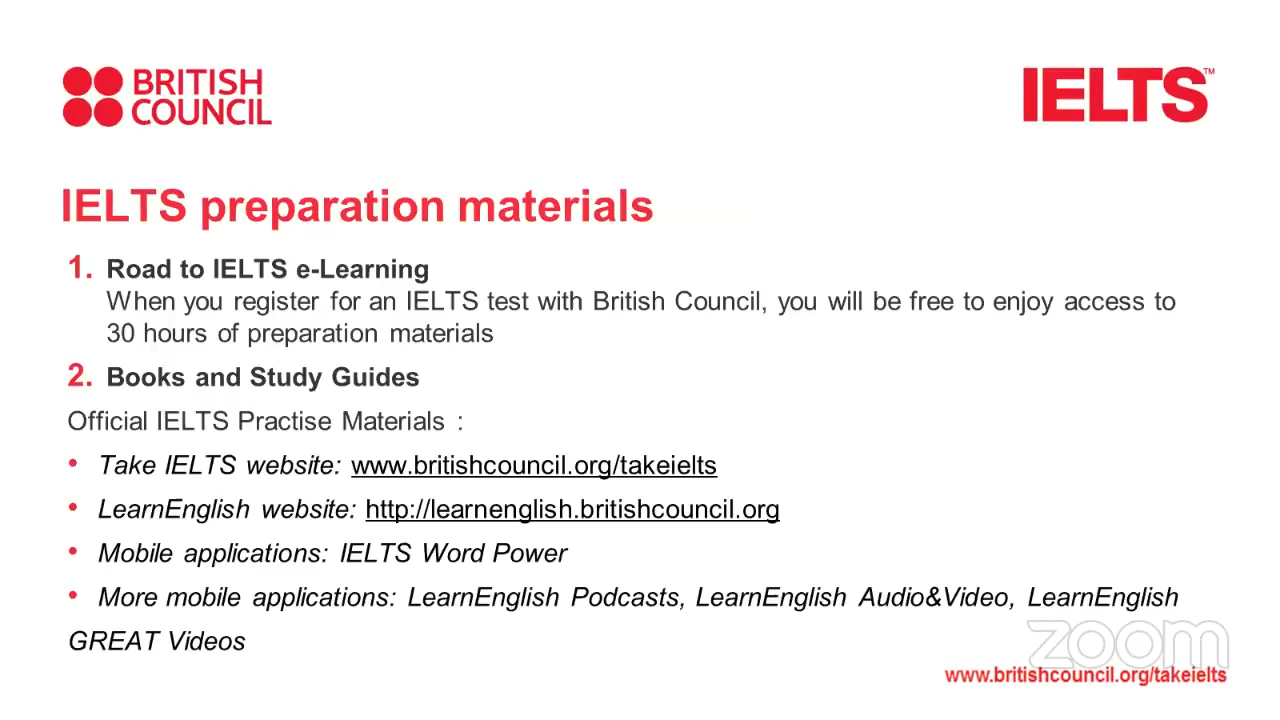 BRITISH
COUNCIL
IELTS™
IELTS preparation materials
1. Road to IELTS e-Learning
When you register for an IELTS test with British Council, you will be free to enjoy access to
30 hours of preparation materials
2. Books and Study Guides
Official IELTS Practise Materials :
• Take IELTS website: www.britishcouncil.org/takeielts
• LearnEnglish website: http://learnenglish.britishcouncil.org
• Mobile applications: IELTS Word Power
• More mobile applications: LearnEnglish Podcasts, LearnEnglish Audio&Video, LearnEnglish
GREAT Videos
zoom
www.britishcouncil.org/takeielts